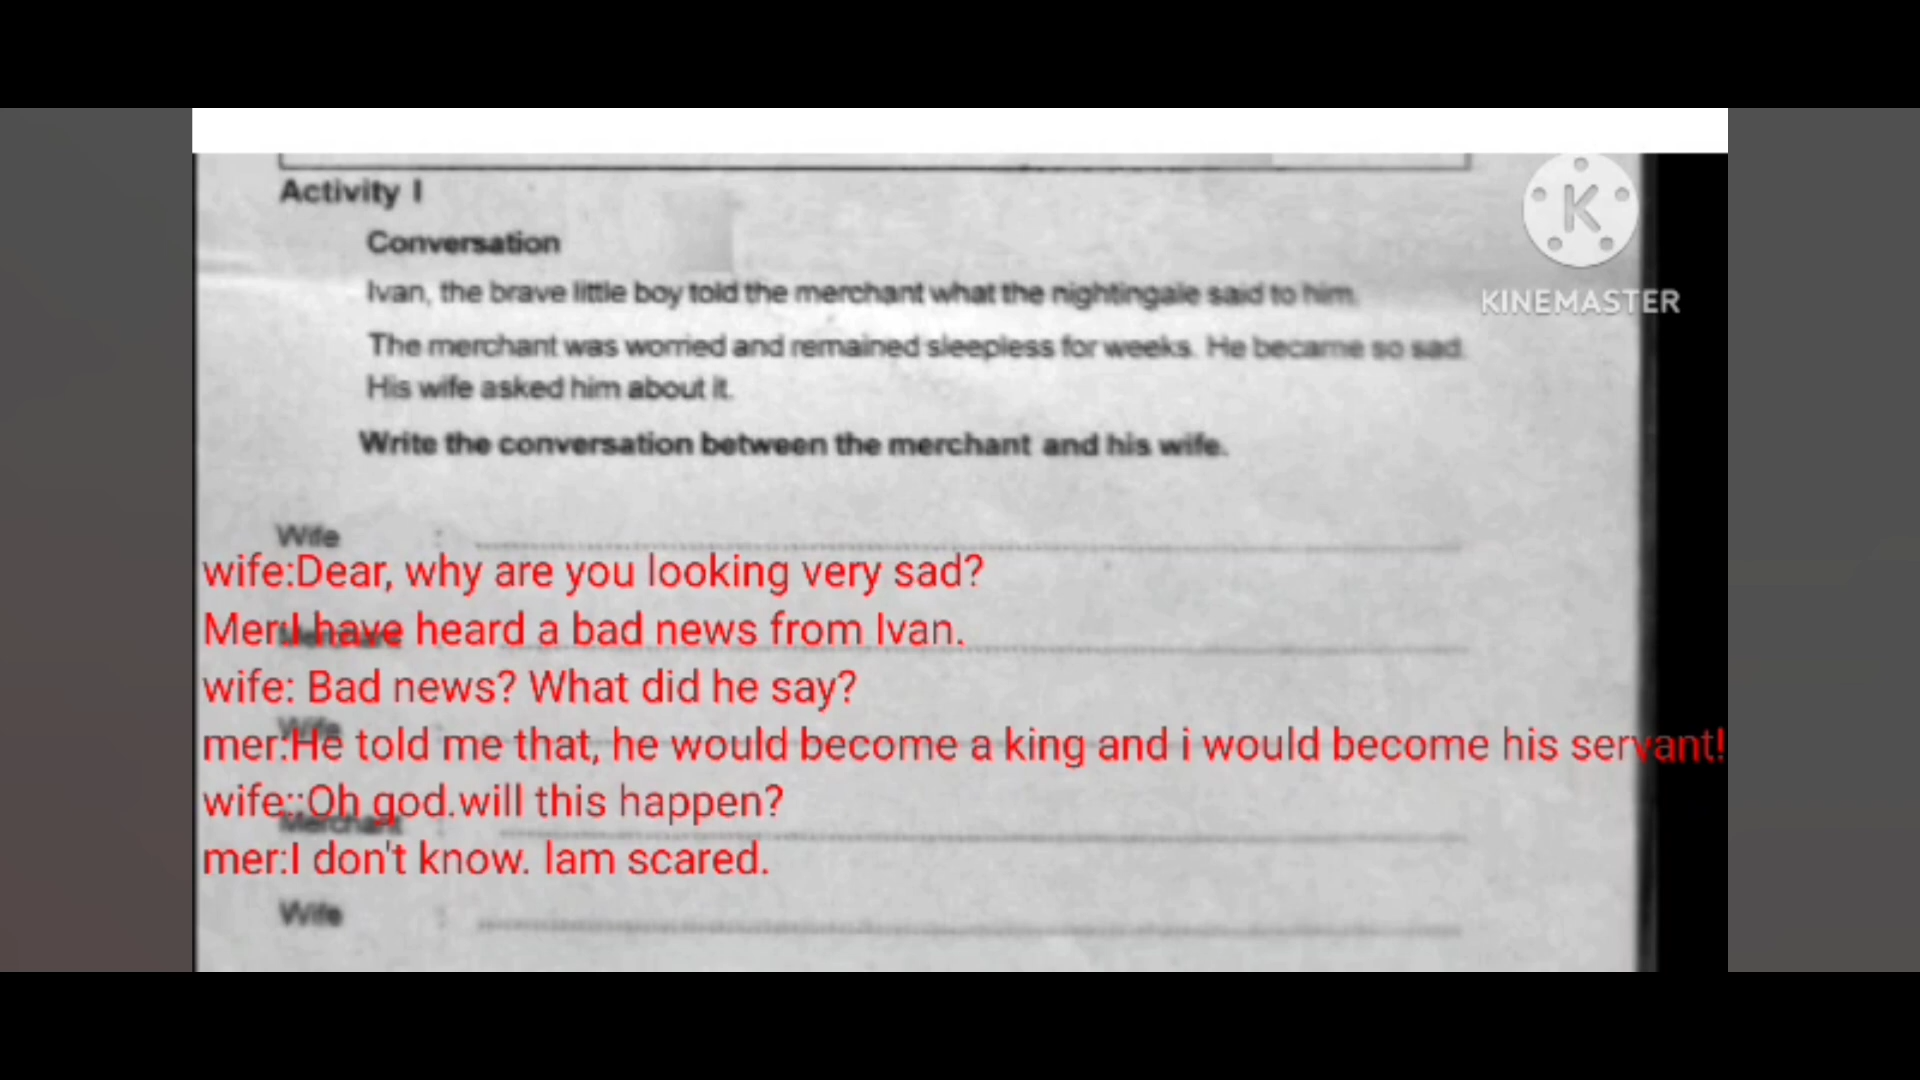 Activity I
Conversation
Ivan, the brave little boy told the merchant what the nightingale said to him.
KINEMASTER
The merchant was worried and remained sleepless for weeks. He became so sad.
His wife asked him about it.
Write the conversation between the merchant and his wife.
Wife :
wife:Dear, why are you looking very sad?
Mer:I have heard a bad news from Ivan.
Merchant
wife: Bad news? What did he say?
Wife
mer:He told me that, he would become a king and i would become his servant!
wife::Oh god.will this happen?
Merchant :
mer:I don't know. Iam scared.
Wife :